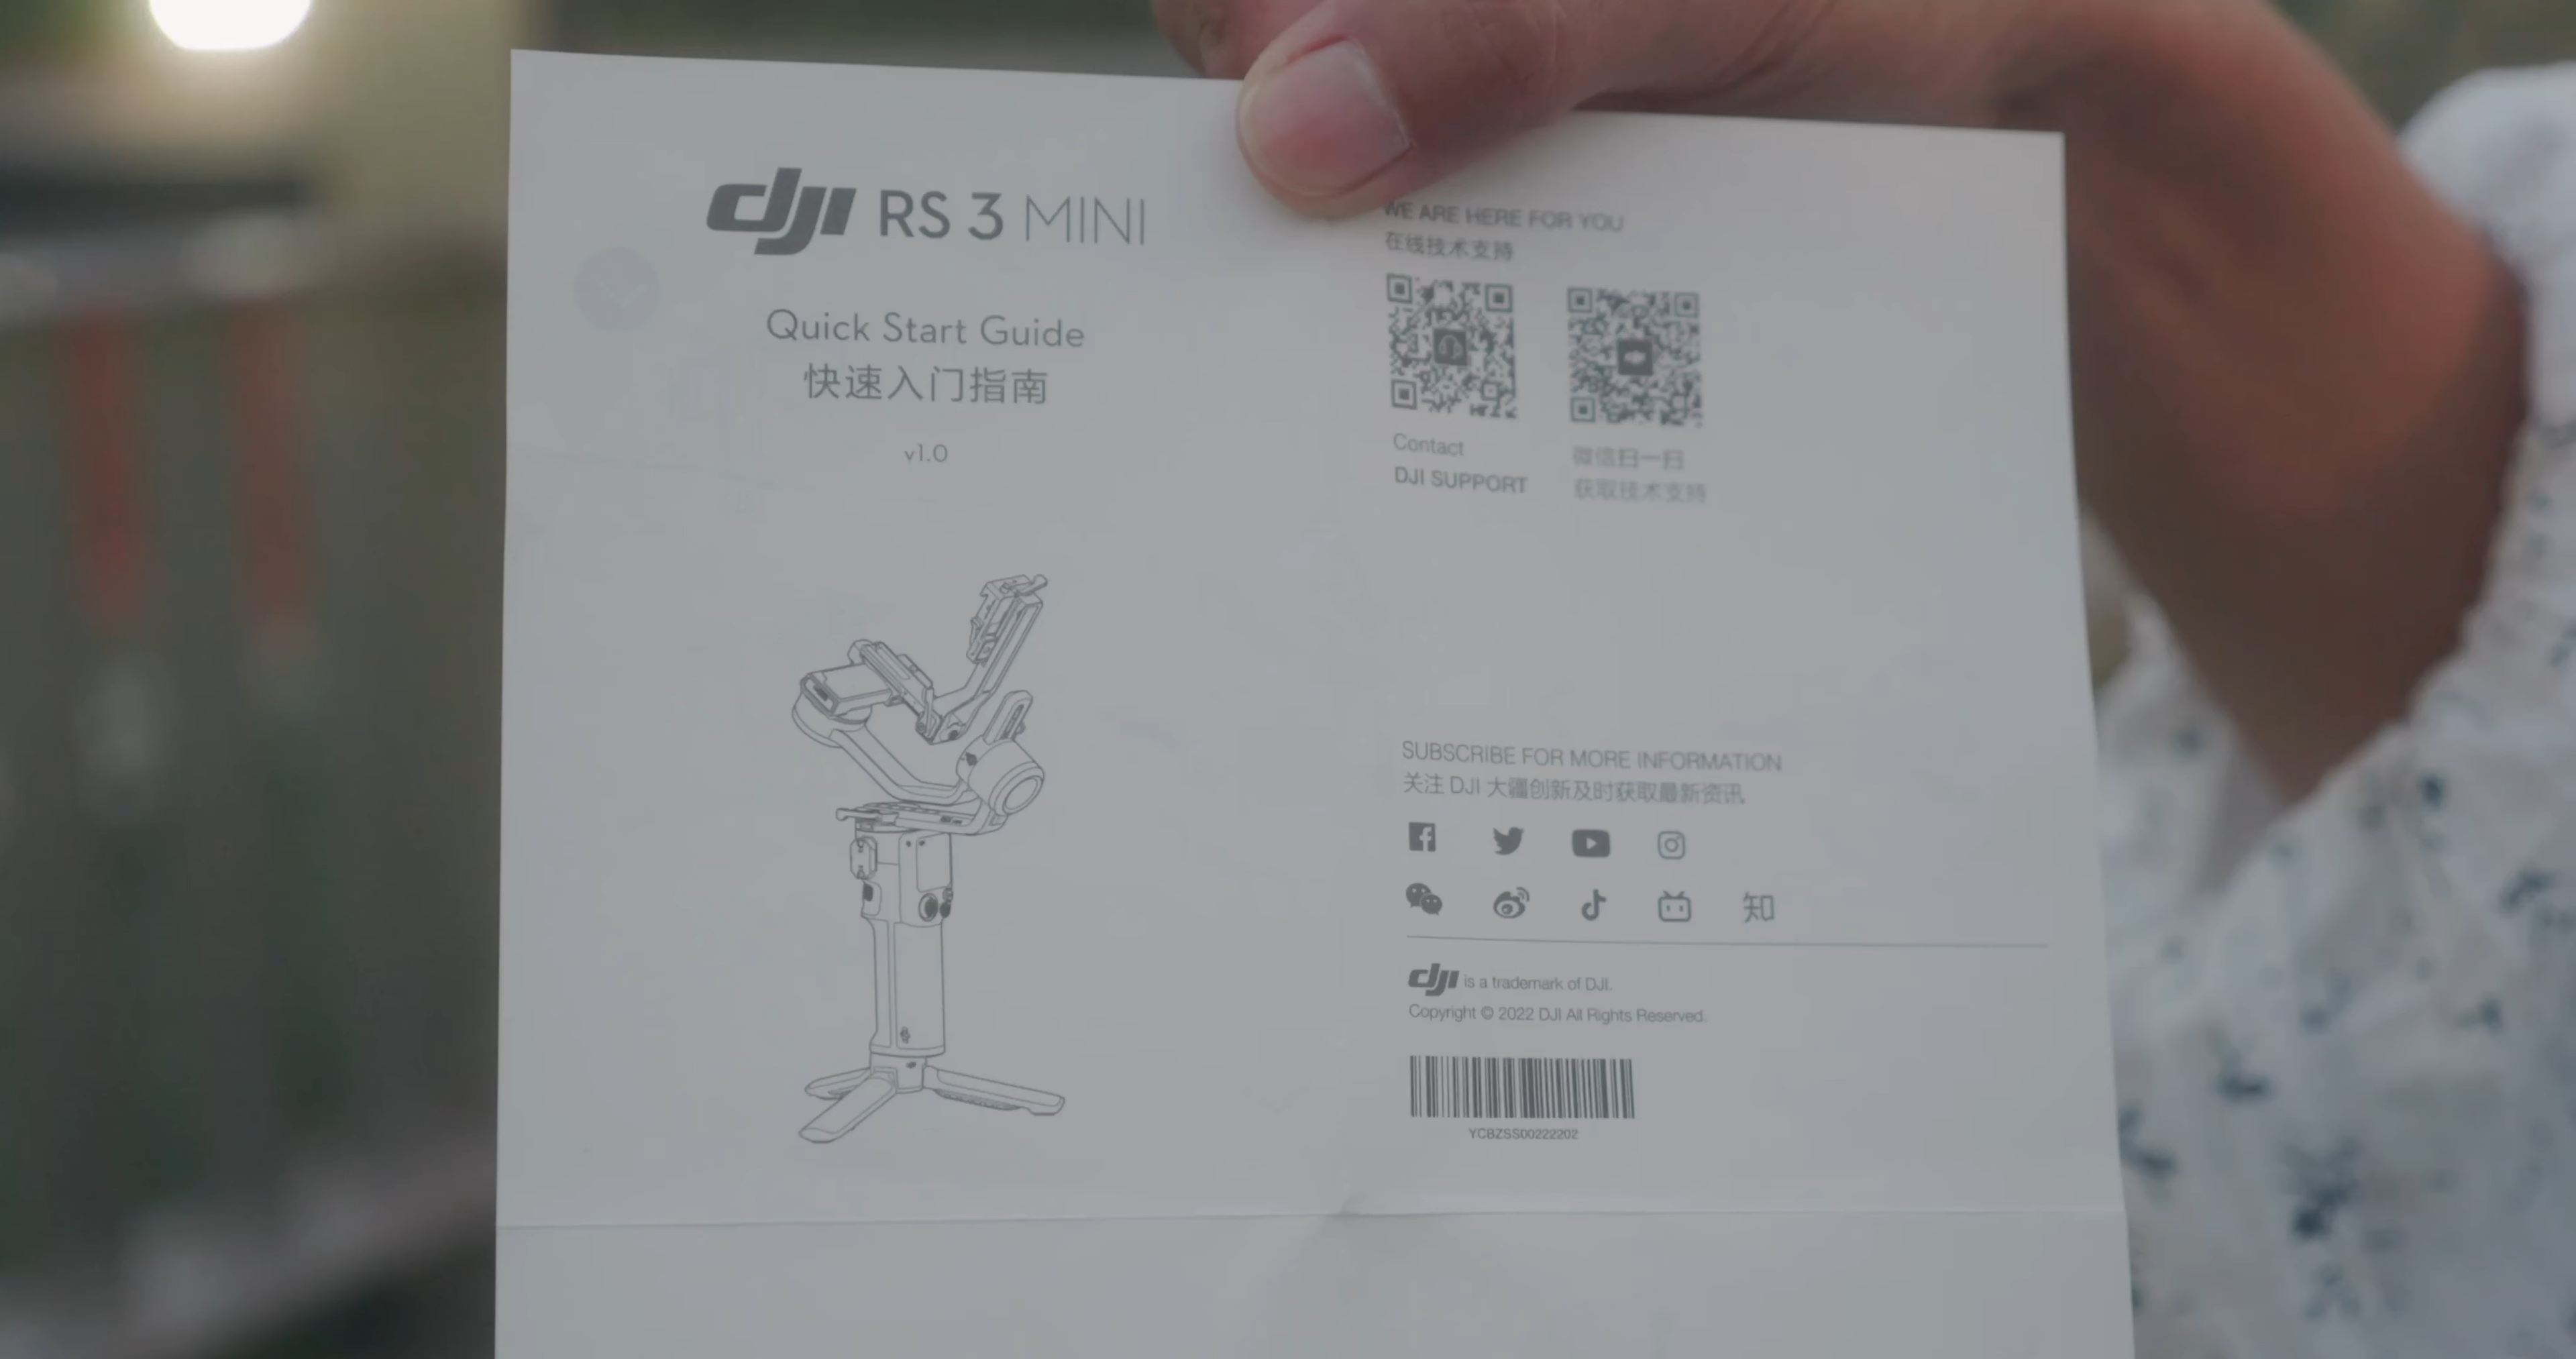 dji RS 3 MINI
Quick Start Guide
快速入门指南
v1.0
WE ARE HERE FOR YOU
在线技术支持
Contact
DJI SUPPORT
微信扫一扫
获取技术支持
SUBSCRIBE FOR MORE INFORMATION
关注 DJI 大疆创新及时获取最新资讯
知
dji is a trademark of DJI.
Copyright © 2022 DJI All Rights Reserved.
YCBZSS00222202